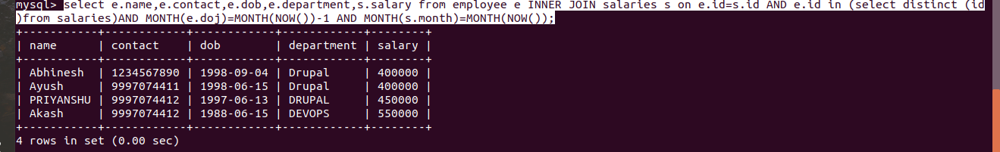 mysql> select e.name,e.contact,e.dob,e.department,s.salary from employee e INNER JOIN salaries s on e.id=s.id AND e.id in (select distinct (id
)from salaries)AND MONTH(e.doj)=MONTH(NOW())-1 AND MONTH(s.month)=MONTH(NOW());
+-----------+------------+------------+------------+--------+
| name      | contact    | dob        | department | salary |
+-----------+------------+------------+------------+--------+
| Abhinesh  | 1234567890 | 1998-09-04 | Drupal     | 400000 |
| Ayush     | 9997074411 | 1998-06-15 | Drupal     | 400000 |
| PRIYANSHU | 9997074412 | 1997-06-13 | DRUPAL     | 450000 |
| Akash     | 9997074412 | 1988-06-15 | DEVOPS     | 550000 |
+-----------+------------+------------+------------+--------+
4 rows in set (0.00 sec)